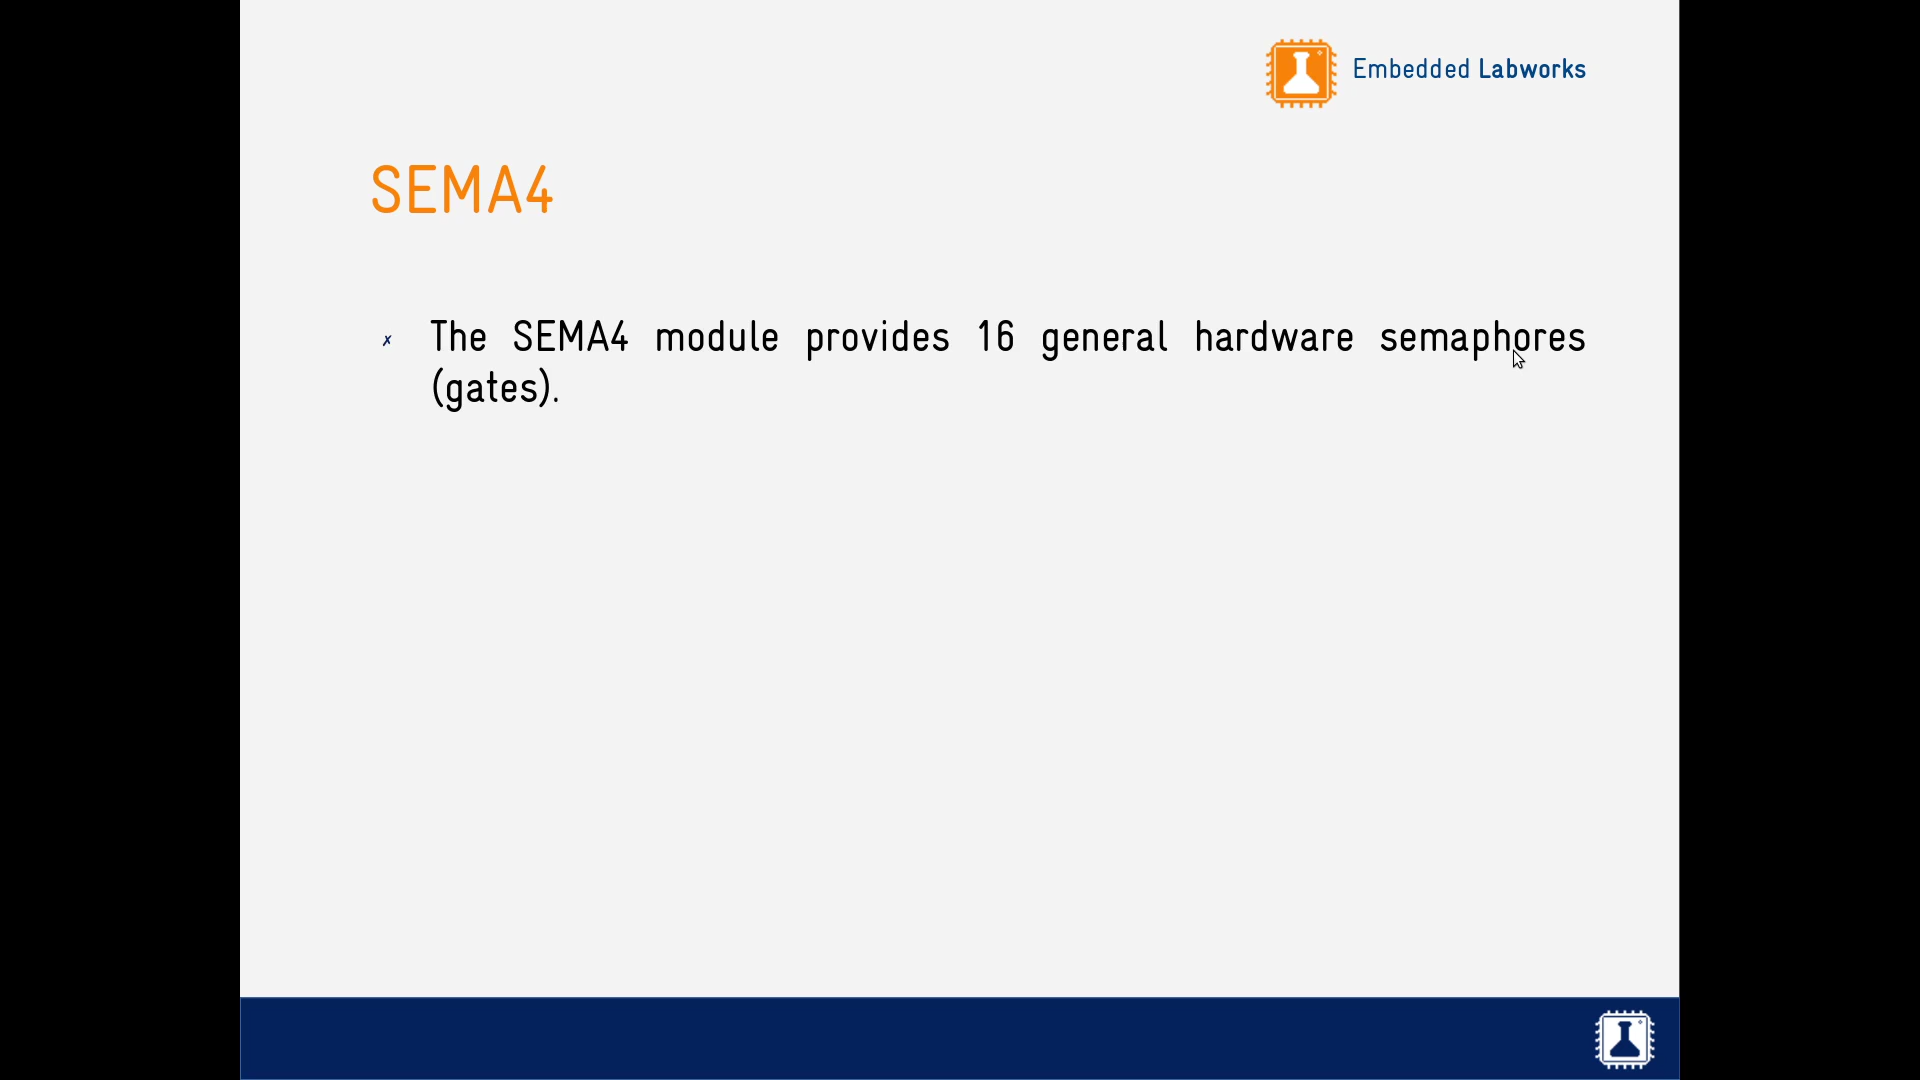 Embedded Labworks
SEMA4
✗ The SEMA4 module provides 16 general hardware semaphores
(gates).